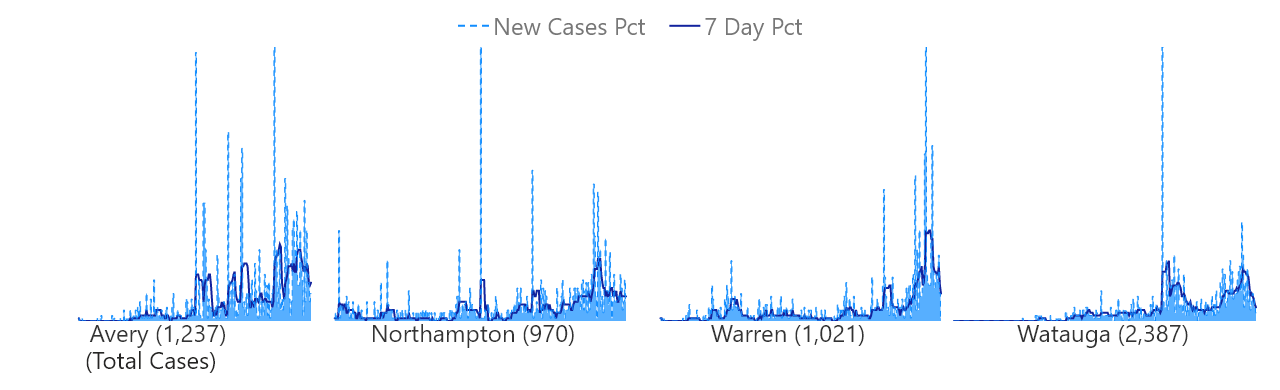 New Cases Pct 7 Day Pct
Avery (1,237) Northampton (970) Warren (1,021) Watauga (2,387)
(Total Cases)